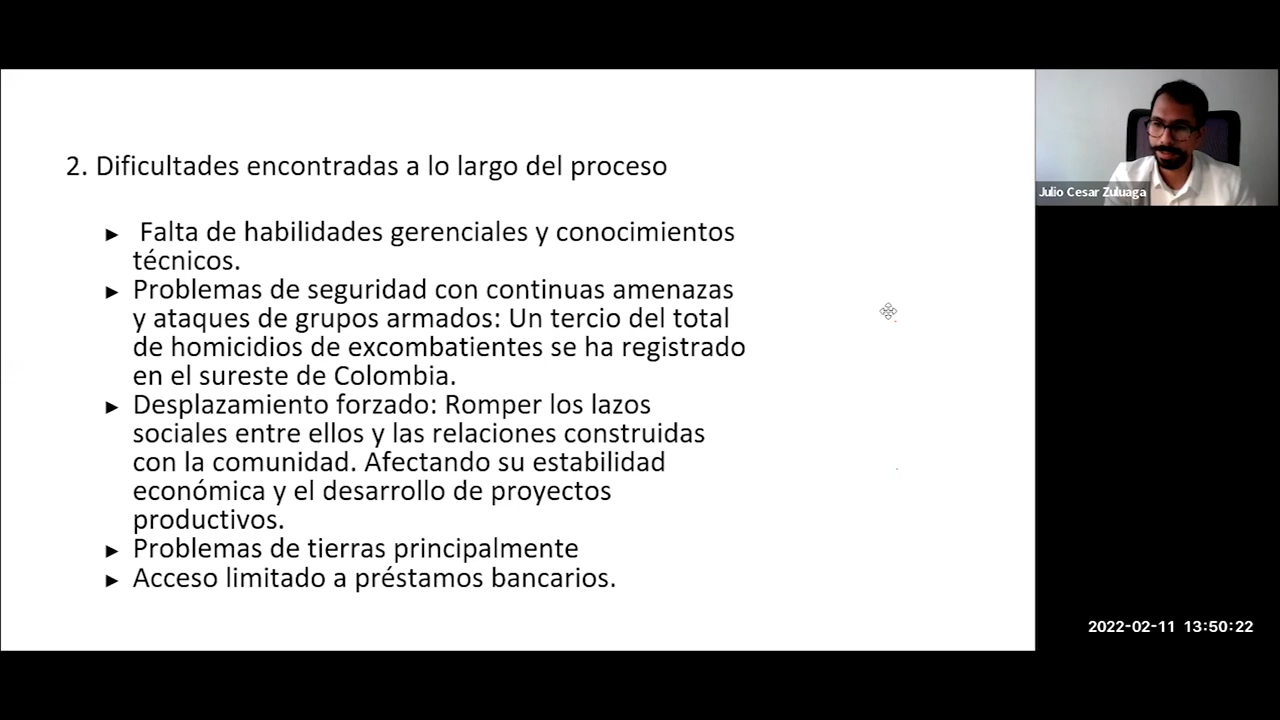 2. Dificultades encontradas a lo largo del proceso
► Falta de habilidades gerenciales y conocimientos
técnicos.
► Problemas de seguridad con continuas amenazas
y ataques de grupos armados: Un tercio del total
de homicidios de excombatientes se ha registrado
en el sureste de Colombia.
► Desplazamiento forzado: Romper los lazos
sociales entre ellos y las relaciones construidas
con la comunidad. Afectando su estabilidad
económica y el desarrollo de proyectos
productivos.
► Problemas de tierras principalmente
► Acceso limitado a préstamos bancarios.
Julio Cesar Zuluaga
2022-02-11 13:50:22